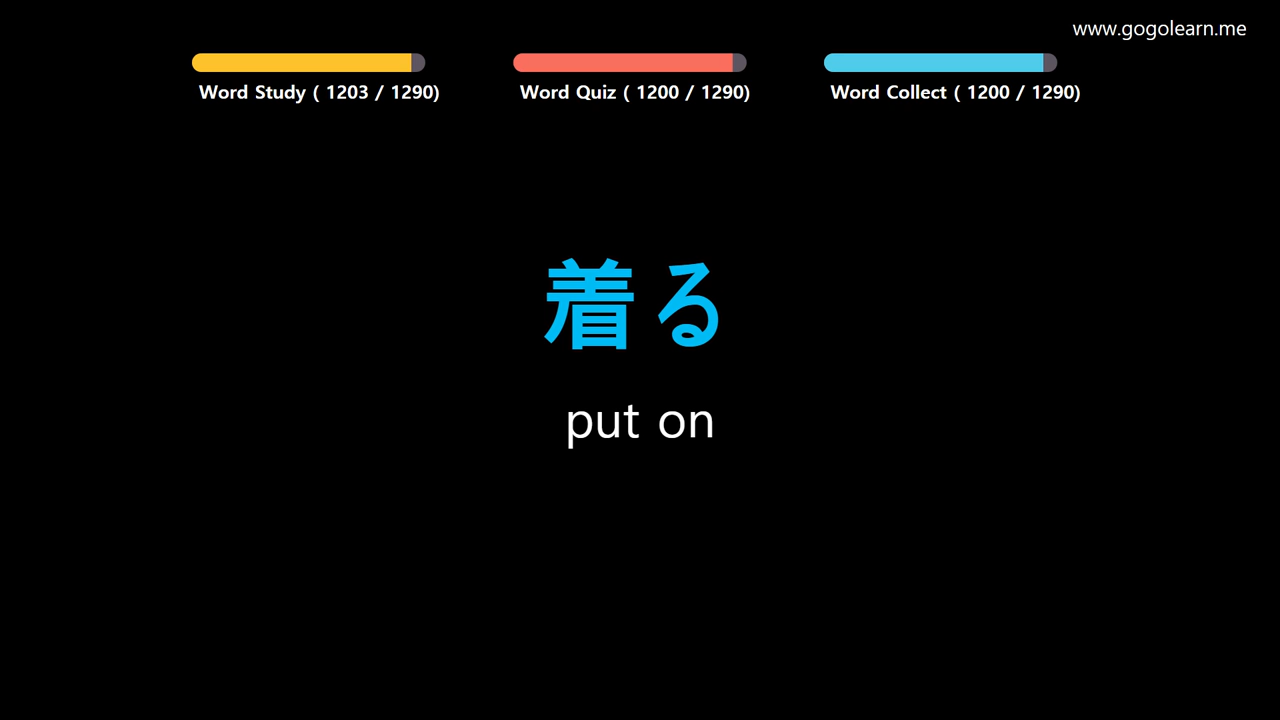 www.gogolearn.me
Word Study ( 1203 / 1290)
Word Quiz ( 1200 / 1290)
Word Collect ( 1200 / 1290)
着る
put on